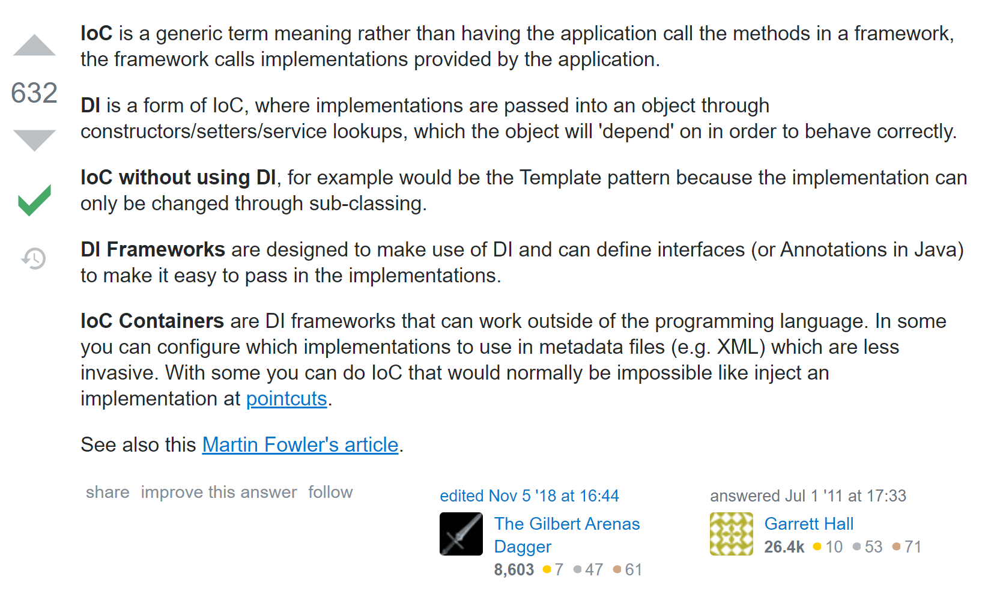 IoC is a generic term meaning rather than having the application call the methods in a framework,
the framework calls implementations provided by the application.
632
DI is a form of IoC, where implementations are passed into an object through
constructors/setters/service lookups, which the object will 'depend' on in order to behave correctly.
IoC without using DI, for example would be the Template pattern because the implementation can
only be changed through sub-classing.
DI Frameworks are designed to make use of DI and can define interfaces (or Annotations in Java)
to make it easy to pass in the implementations.
IoC Containers are DI frameworks that can work outside of the programming language. In some
you can configure which implementations to use in metadata files (e.g. XML) which are less
invasive. With some you can do IoC that would normally be impossible like inject an
implementation at pointcuts.
See also this Martin Fowler's article.
share improve this answer follow
edited Nov 5 '18 at 16:44
The Gilbert Arenas
Dagger
8,603 7 47 61
answered Jul 1 '11 at 17:33
Garrett Hall
26.4k 10 53 71